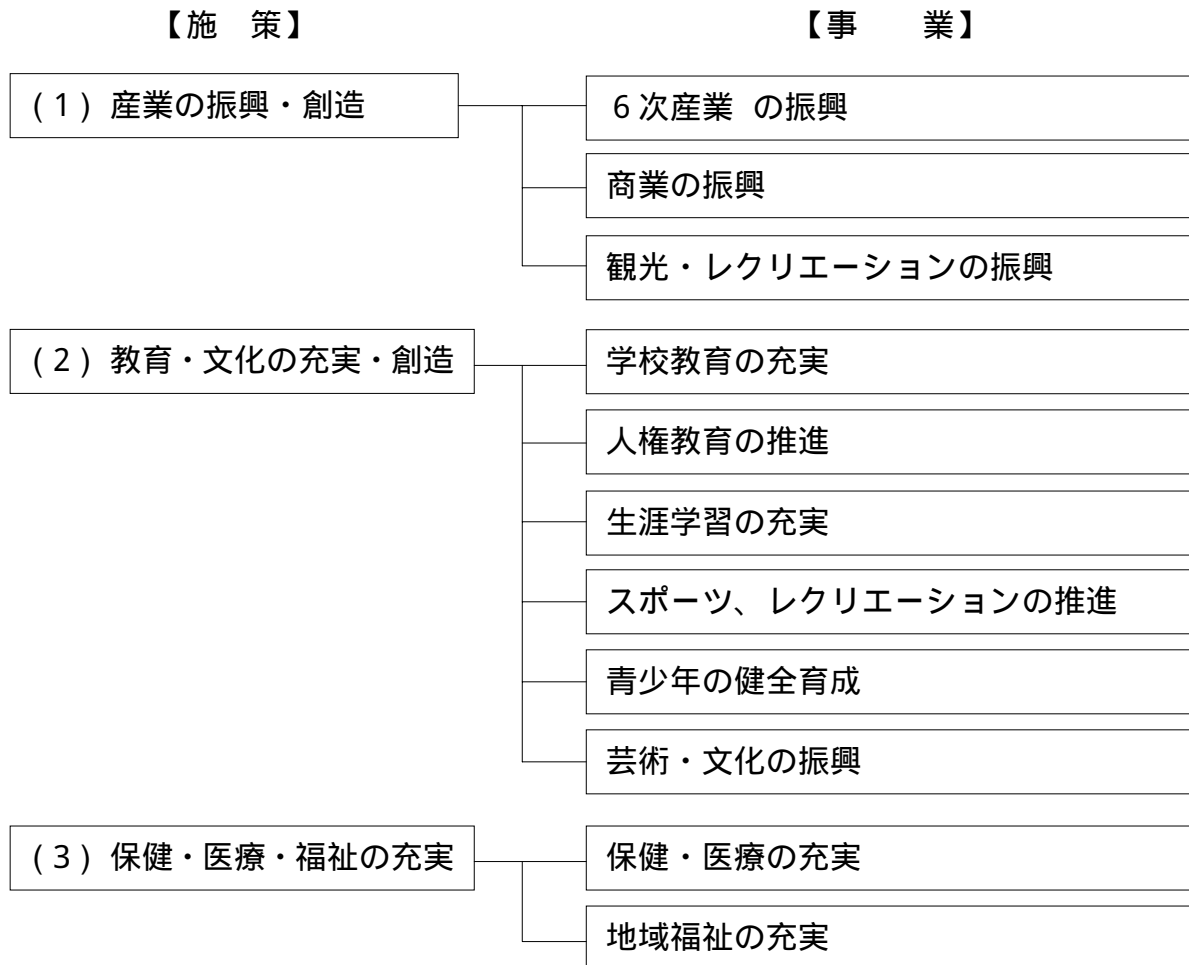 【施　策】　【事　　業】
(1) 産業の振興・創造　6次産業 の振興
商業の振興
観光・レクリエーションの振興
(2) 教育・文化の充実・創造　学校教育の充実
人権教育の推進
生涯学習の充実
スポーツ、レクリエーションの推進
青少年の健全育成
芸術・文化の振興
(3) 保健・医療・福祉の充実　保健・医療の充実
地域福祉の充実